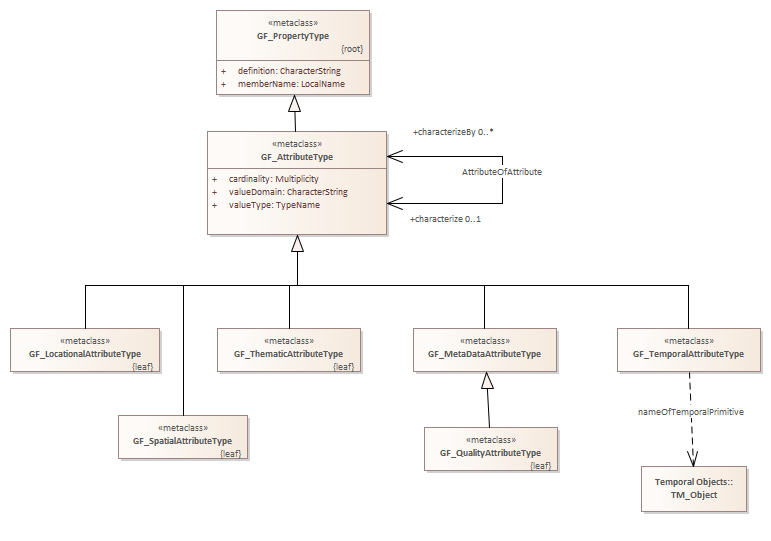 «metaclass»
GF_PropertyType
{root}
+ definition: CharacterString
+ memberName: LocalName
«metaclass»
GF_AttributeType
+ cardinality: Multiplicity
+ valueDomain: CharacterString
+ valueType: TypeName
+characterizeBy 0..*
AttributeOfAttribute
+characterize 0..1
«metaclass»
GF_LocationalAttributeType
{leaf}
«metaclass»
GF_ThematicAttributeType
{leaf}
«metaclass»
GF_MetaDataAttributeType
«metaclass»
GF_TemporalAttributeType
«metaclass»
GF_SpatialAttributeType
{leaf}
«metaclass»
GF_QualityAttributeType
{leaf}
nameOfTemporalPrimitive
Temporal Objects::
TM_Object